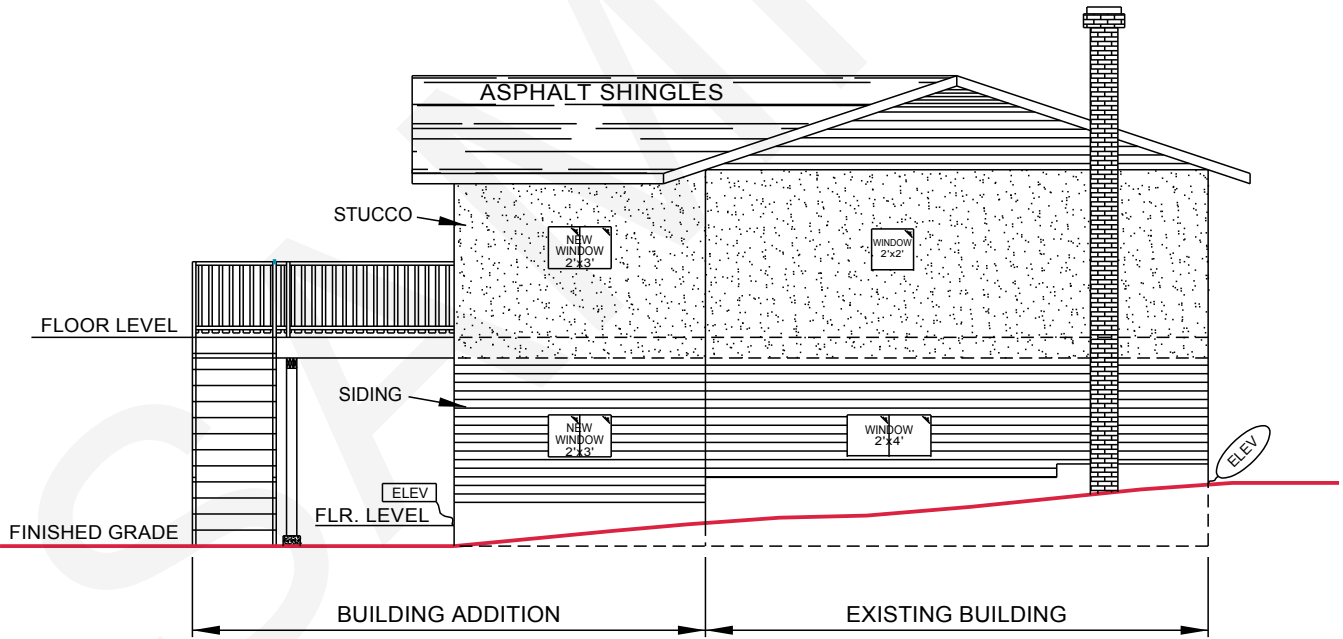 ASPHALT SHINGLES
STUCCO
NEW
WINDOW
2'x3'
WINDOW
2'x2'
FLOOR LEVEL
SIDING
NEW
WINDOW
2'x3'
WINDOW
2'x4'
ELEV
ELEV
FLR. LEVEL
FINISHED GRADE
BUILDING ADDITION
EXISTING BUILDING